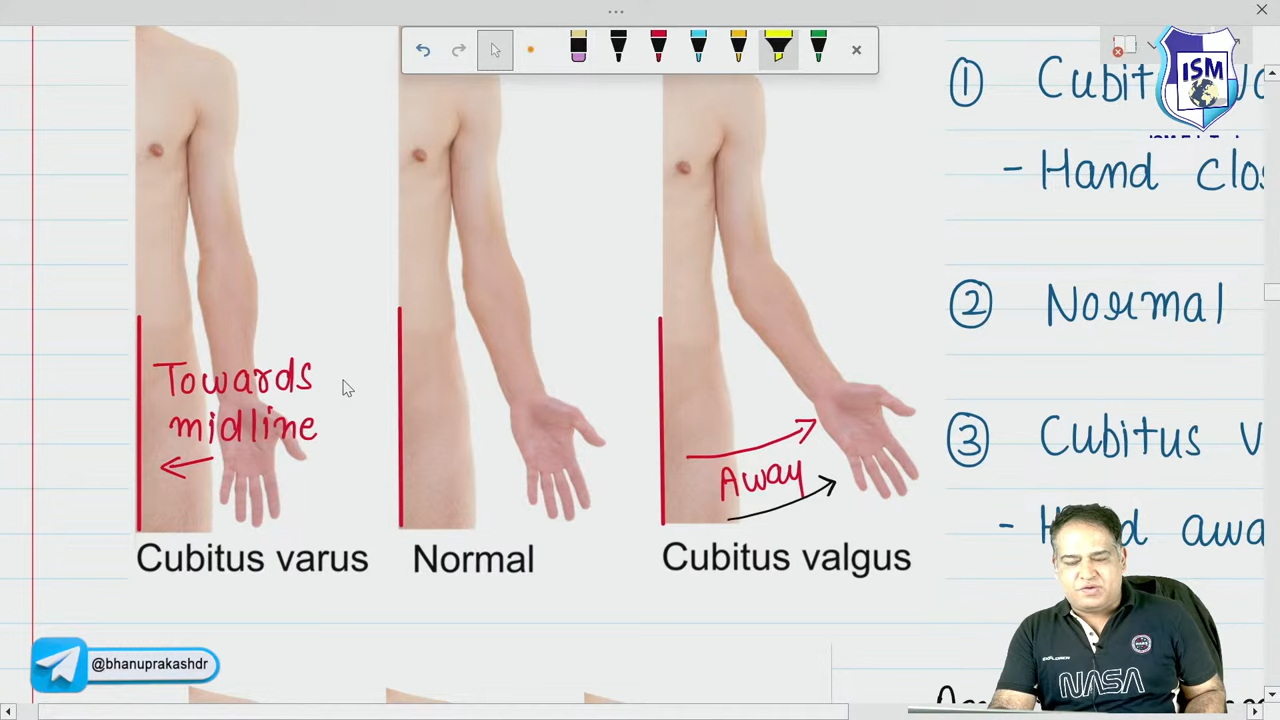 ISM
① Cubit
- Hand clos
② Normal
③ Cubitus v
- H d awa
Towards
midline
Away
Cubitus varus
Normal
Cubitus valgus
@bhanuprakashdr
EXPLORER
NASA